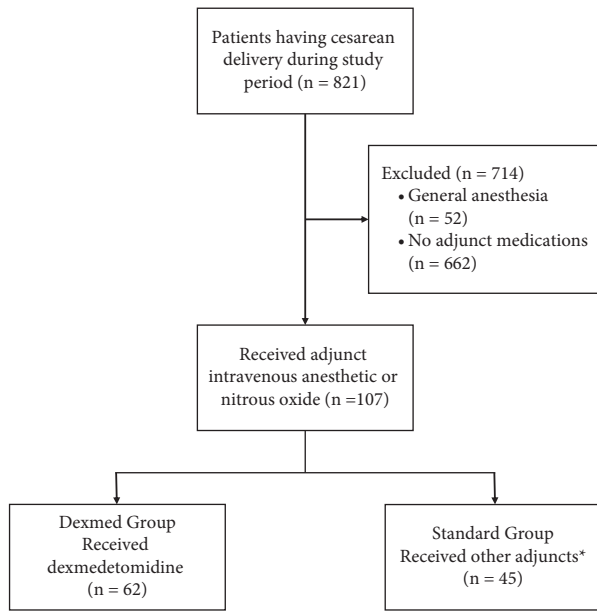 Patients having cesarean
delivery during study
period (n = 821)
Excluded (n = 714)
• General anesthesia
(n = 52)
• No adjunct medications
(n = 662)
Received adjunct
intravenous anesthetic or
nitrous oxide (n =107)
Dexmed Group
Received
dexmedetomidine
(n = 62)
Standard Group
Received other adjuncts*
(n = 45)